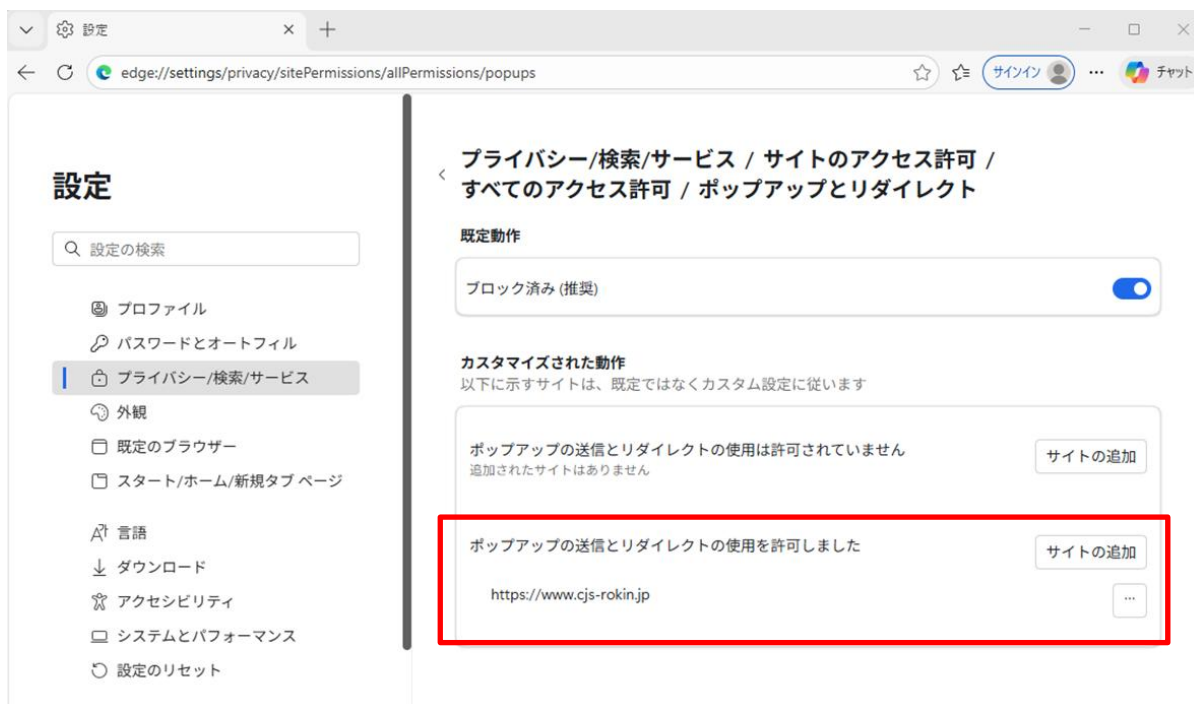 設定
edge://settings/privacy/sitePermissions/allPermissions/popups
サインイン
チャット
設定
設定の検索
プロファイル
パスワードとオートフィル
プライバシー/検索/サービス
外観
既定のブラウザー
スタート/ホーム/新規タブ ページ
言語
ダウンロード
アクセシビリティ
システムとパフォーマンス
設定のリセット
プライバシー/検索/サービス / サイトのアクセス許可 /
すべてのアクセス許可 / ポップアップとリダイレクト
既定動作
ブロック済み (推奨)
カスタマイズされた動作
以下に示すサイトは、既定ではなくカスタム設定に従います
ポップアップの送信とリダイレクトの使用は許可されていません
追加されたサイトはありません
サイトの追加
ポップアップの送信とリダイレクトの使用を許可しました
サイトの追加
https://www.cjs-rokin.jp